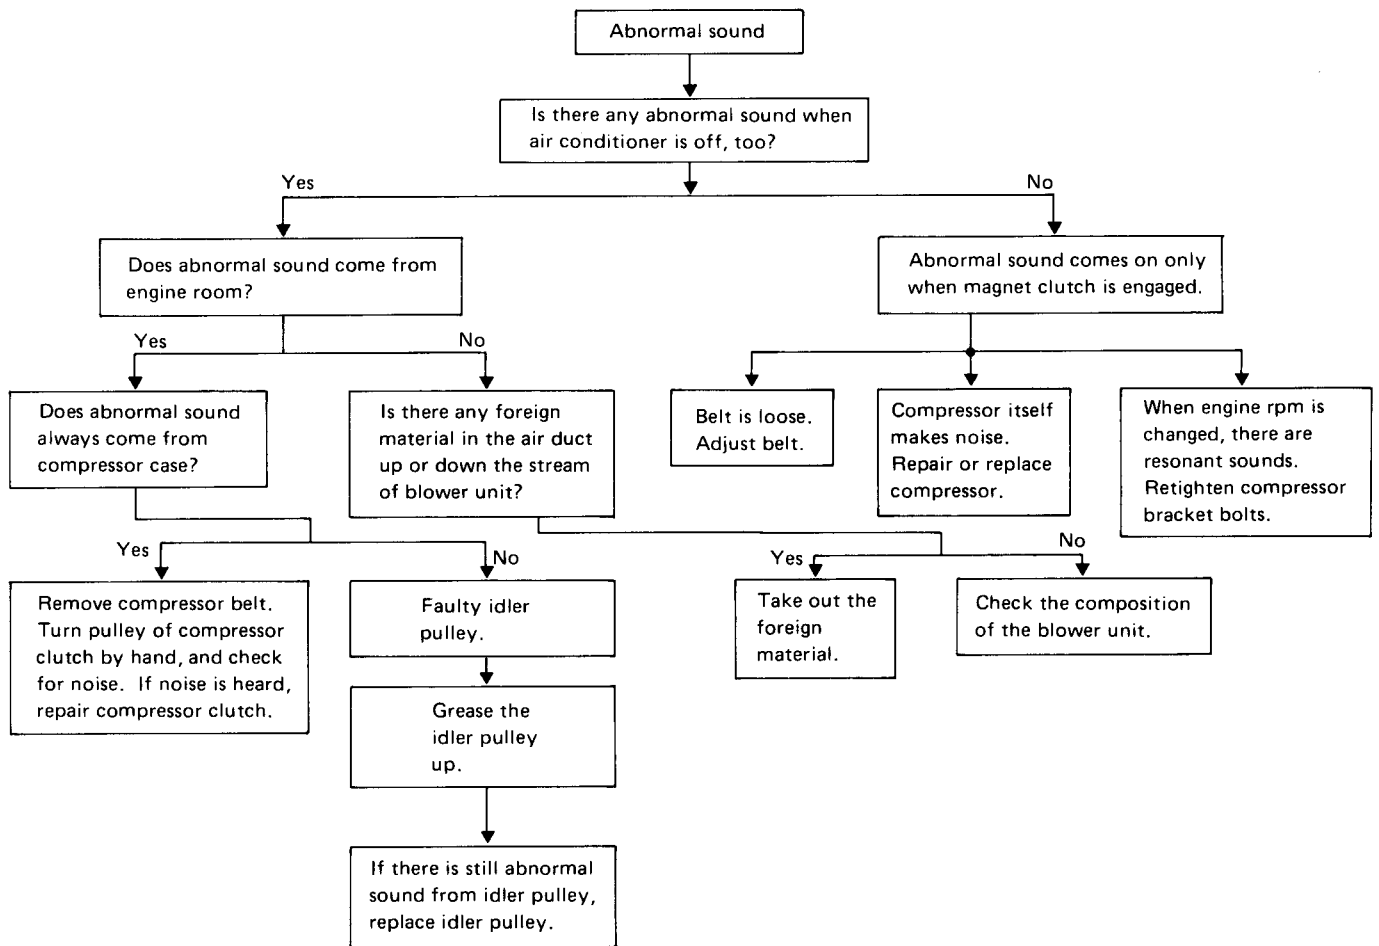 Abnormal sound
Is there any abnormal sound when
air conditioner is off, too?
Yes
No
Does abnormal sound come from
engine room?
Abnormal sound comes on only
when magnet clutch is engaged.
Yes
No
Does abnormal sound
always come from
compressor case?
Is there any foreign
material in the air duct
up or down the stream
of blower unit?
Belt is loose.
Adjust belt.
Compressor itself
makes noise.
Repair or replace
compressor.
When engine rpm is
changed, there are
resonant sounds.
Retighten compressor
bracket bolts.
Yes
No
Yes
No
Remove compressor belt.
Turn pulley of compressor
clutch by hand, and check
for noise. If noise is heard,
repair compressor clutch.
Faulty idler
pulley.
Take out the
foreign
material.
Check the composition
of the blower unit.
Grease the
idler pulley
up.
If there is still abnormal
sound from idler pulley,
replace idler pulley.